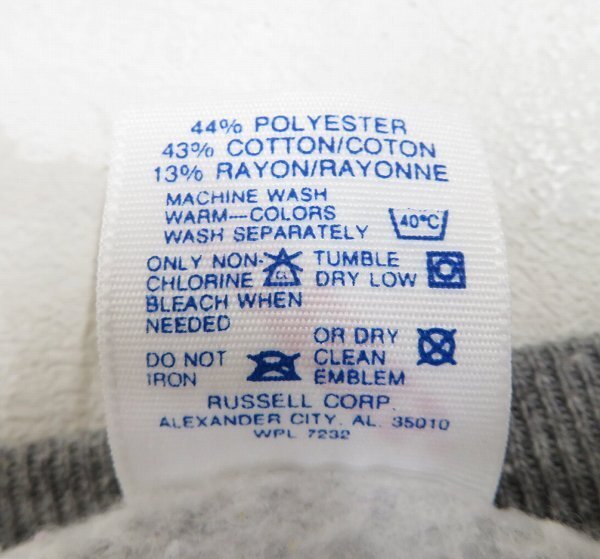 44% POLYESTER
43% COTTON/COTON
13% RAYON/RAYONNE
MACHINE WASH
WARM---COLORS
WASH SEPARATELY
40°C
ONLY NON-
CHLORINE
BLEACH WHEN
NEEDED
CL
TUMBLE
DRY LOW
DO NOT
IRON
OR DRY
CLEAN
EMBLEM
RUSSELL CORP.
ALEXANDER CITY, AL. 35010
WPL 7232